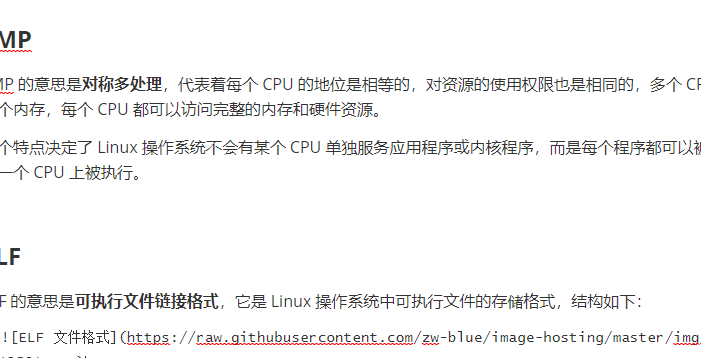 MP
MP 的意思是对称多处理，代表着每个 CPU 的地位是相等的，对资源的使用权限也是相同的，多个 CP
个内存，每个 CPU 都可以访问完整的内存和硬件资源。
个特点决定了 Linux 操作系统不会有某个 CPU 单独服务应用程序或内核程序，而是每个程序都可以被
一个 CPU 上被执行。
LF
F 的意思是可执行文件链接格式，它是 Linux 操作系统中可执行文件的存储格式，结构如下：
![ELF 文件格式](https://raw.githubusercontent.com/zw-blue/image-hosting/master/img